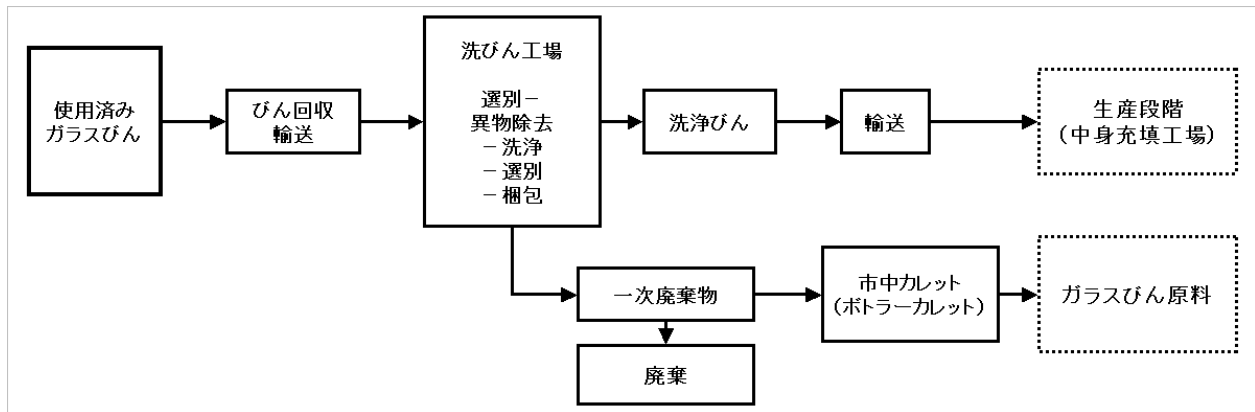 使用済み
ガラスびん
びん回収
輸送
洗びん工場
選別－
異物除去
－洗浄
－選別
－梱包
洗浄びん
輸送
生産段階
(中身充填工場)
一次廃棄物
市中カレット
(ボトラーカレット)
ガラスびん原料
廃棄